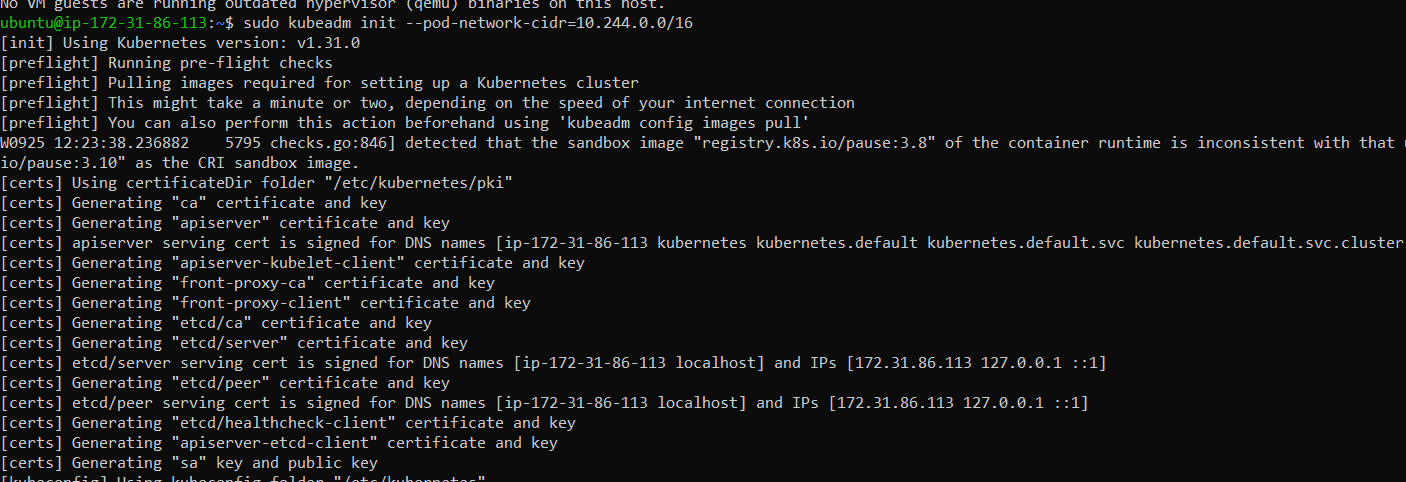 No VM guests are running outdated hypervisor (qemu) binaries on this host.
ubuntu@ip-172-31-86-113:~$ sudo kubeadm init --pod-network-cidr=10.244.0.0/16
[init] Using Kubernetes version: v1.31.0
[preflight] Running pre-flight checks
[preflight] Pulling images required for setting up a Kubernetes cluster
[preflight] This might take a minute or two, depending on the speed of your internet connection
[preflight] You can also perform this action beforehand using 'kubeadm config images pull'
W0925 12:23:38.236882    5795 checks.go:846] detected that the sandbox image "registry.k8s.io/pause:3.8" of the container runtime is inconsistent with that
io/pause:3.10" as the CRI sandbox image.
[certs] Using certificateDir folder "/etc/kubernetes/pki"
[certs] Generating "ca" certificate and key
[certs] Generating "apiserver" certificate and key
[certs] apiserver serving cert is signed for DNS names [ip-172-31-86-113 kubernetes kubernetes.default kubernetes.default.svc kubernetes.default.svc.cluster
[certs] Generating "apiserver-kubelet-client" certificate and key
[certs] Generating "front-proxy-ca" certificate and key
[certs] Generating "front-proxy-client" certificate and key
[certs] Generating "etcd/ca" certificate and key
[certs] Generating "etcd/server" certificate and key
[certs] etcd/server serving cert is signed for DNS names [ip-172-31-86-113 localhost] and IPs [172.31.86.113 127.0.0.1 ::1]
[certs] Generating "etcd/peer" certificate and key
[certs] etcd/peer serving cert is signed for DNS names [ip-172-31-86-113 localhost] and IPs [172.31.86.113 127.0.0.1 ::1]
[certs] Generating "etcd/healthcheck-client" certificate and key
[certs] Generating "apiserver-etcd-client" certificate and key
[certs] Generating "sa" key and public key
[kubeconfig] Using kubeconfig folder "/etc/kubernetes"